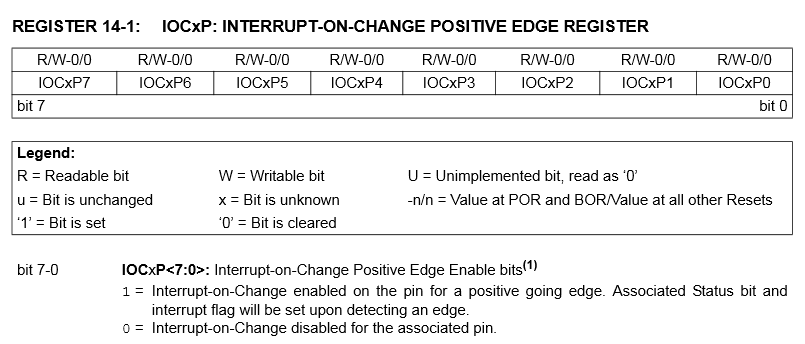 REGISTER 14-1: IOCxP: INTERRUPT-ON-CHANGE POSITIVE EDGE REGISTER
R/W-0/0 R/W-0/0 R/W-0/0 R/W-0/0 R/W-0/0 R/W-0/0 R/W-0/0 R/W-0/0
IOCxP7 IOCxP6 IOCxP5 IOCxP4 IOCxP3 IOCxP2 IOCxP1 IOCxP0
bit 7 bit 0
Legend:
R = Readable bit W = Writable bit U = Unimplemented bit, read as ‘0’
u = Bit is unchanged x = Bit is unknown -n/n = Value at POR and BOR/Value at all other Resets
‘1’ = Bit is set ‘0’ = Bit is cleared
bit 7-0 IOCxP<7:0>: Interrupt-on-Change Positive Edge Enable bits(1)
1 = Interrupt-on-Change enabled on the pin for a positive going edge. Associated Status bit and
interrupt flag will be set upon detecting an edge.
0 = Interrupt-on-Change disabled for the associated pin.